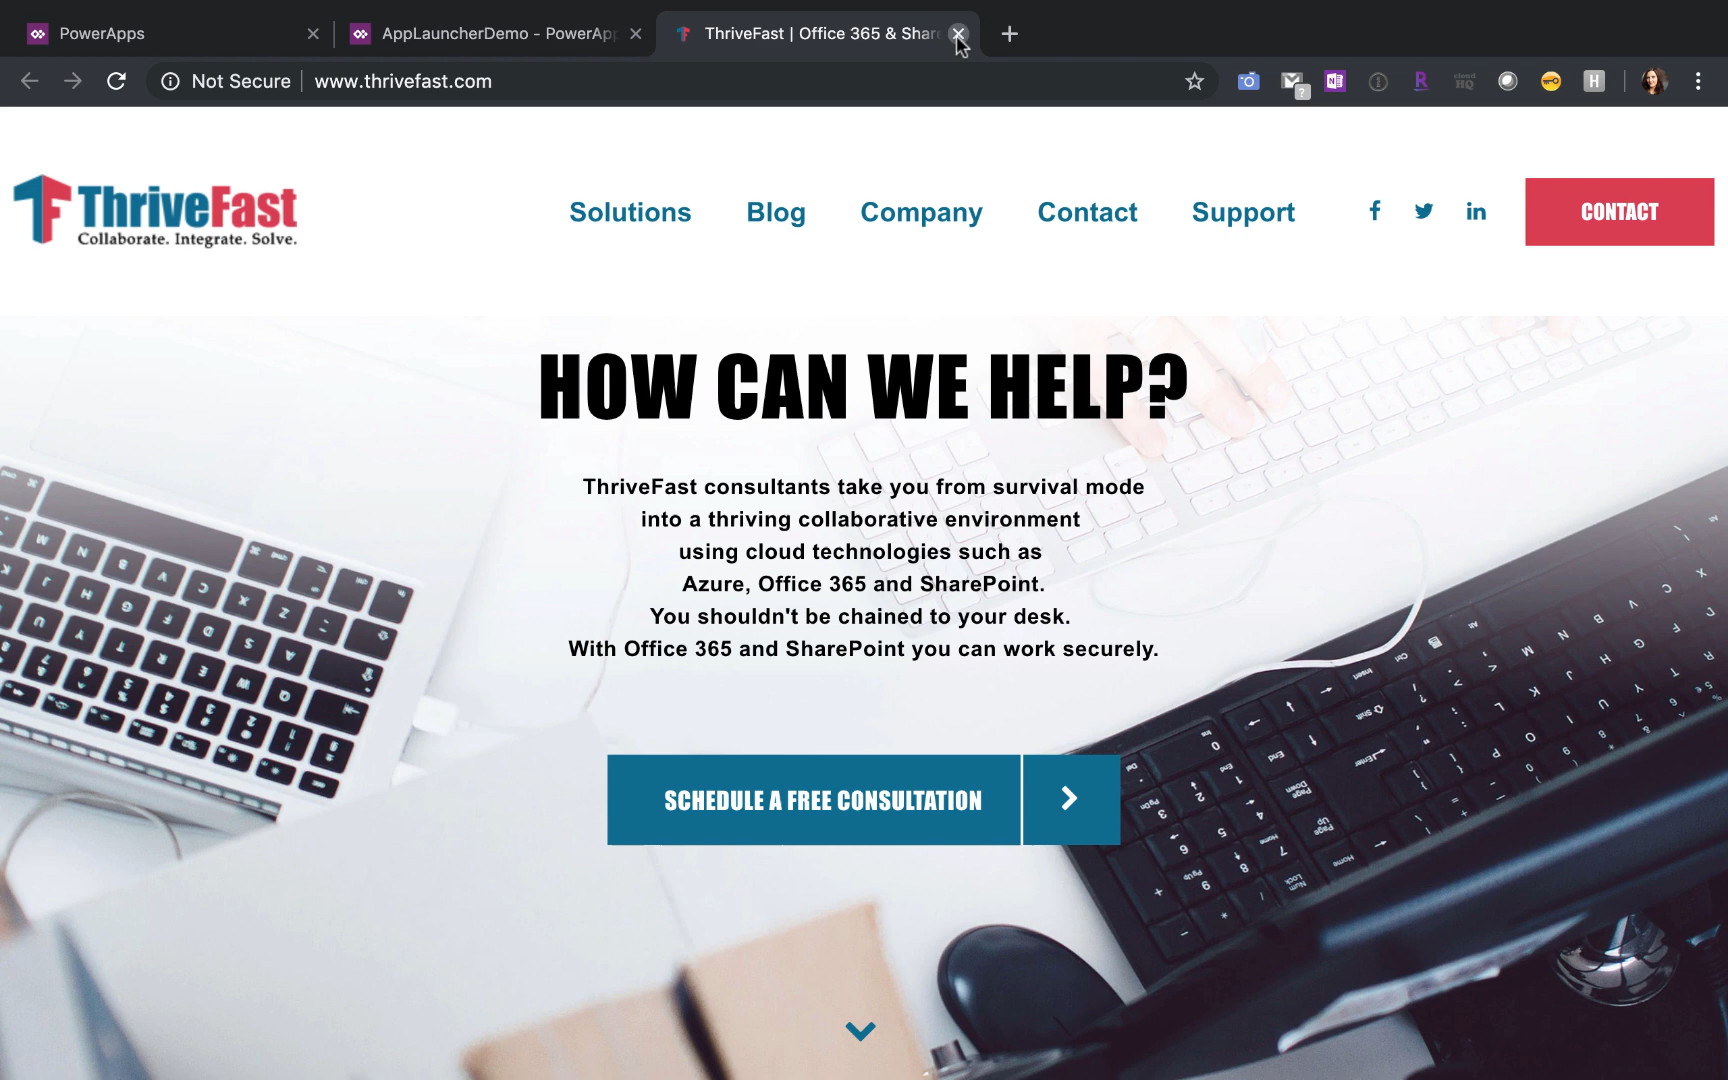 PowerApps
AppLauncherDemo - PowerApp
ThriveFast | Office 365 & Share
Not Secure
www.thrivefast.com
ThriveFast
Collaborate. Integrate. Solve.
Solutions
Blog
Company
Contact
Support
CONTACT
HOW CAN WE HELP?
ThriveFast consultants take you from survival mode
into a thriving collaborative environment
using cloud technologies such as
Azure, Office 365 and SharePoint.
You shouldn't be chained to your desk.
With Office 365 and SharePoint you can work securely.
SCHEDULE A FREE CONSULTATION